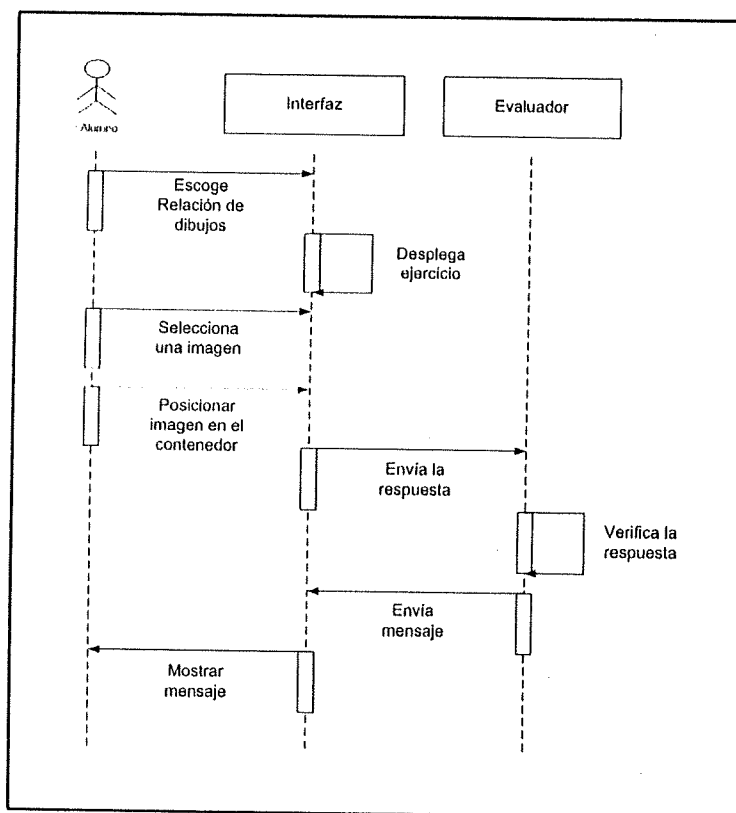 Interfaz
Evaluador
Alumno
Escoge
Relación de
dibujos
Desplega
ejercicio
Selecciona
una imagen
Posicionar
imagen en el
contenedor
Envía la
respuesta
Verifica la
respuesta
Envía
mensaje
Mostrar
mensaje